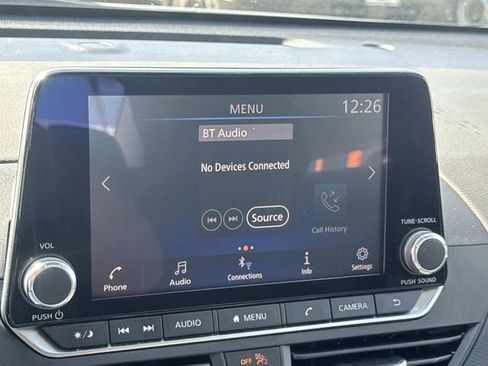 MENU
12:26
BT Audio
No Devices Connected
Source
Call History
VOL
TUNE·SCROLL
Phone
Audio
Connections
Info
Settings
PUSH
PUSH SOUND
AUDIO
MENU
CAMERA
OFF